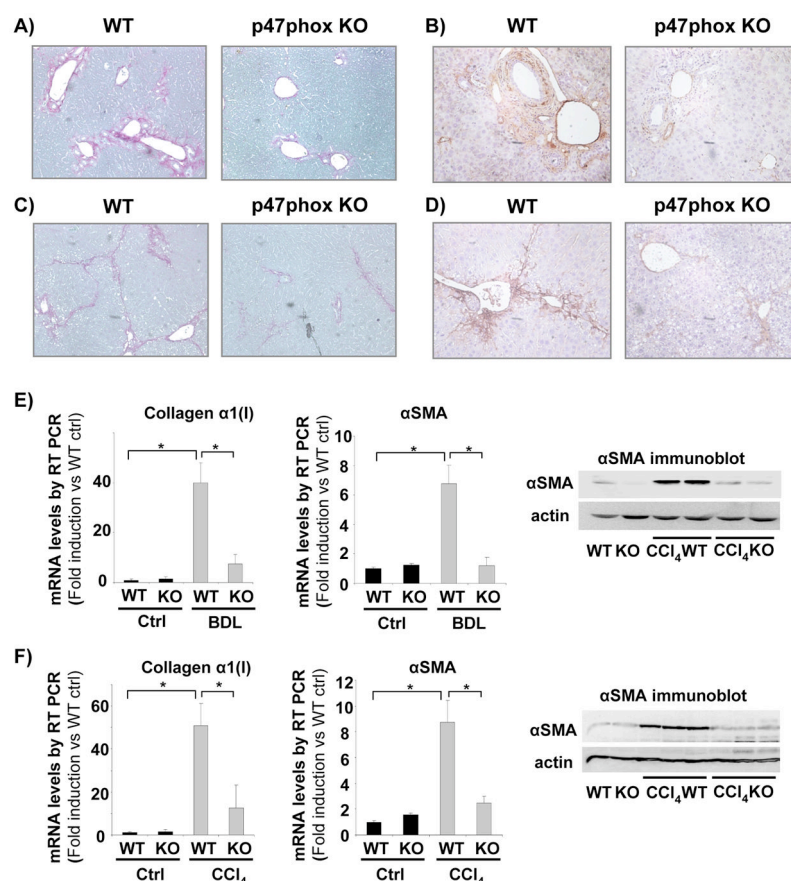 A) WT p47phox KO B) WT p47phox KO
C) WT p47phox KO D) WT p47phox KO
E)
Collagen α1(I)
mRNA levels by RT PCR
(Fold induction vs WT ctrl)
40
20
0
* *
WT KO WT KO
Ctrl BDL
αSMA
mRNA levels by RT PCR
(Fold induction vs WT ctrl)
8
6
4
2
0
* *
WT KO WT KO
Ctrl BDL
αSMA immunoblot
αSMA
actin
WT KO CCl4WT CCl4KO
F)
Collagen α1(I)
mRNA levels by RT PCR
(Fold induction vs WT ctrl)
60
40
20
0
* *
WT KO WT KO
Ctrl CCl4
αSMA
mRNA levels by RT PCR
(Fold induction vs WT ctrl)
12
10
8
6
4
2
0
* *
WT KO WT KO
Ctrl CCl4
αSMA immunoblot
αSMA
actin
WT KO CCl4WT CCl4KO